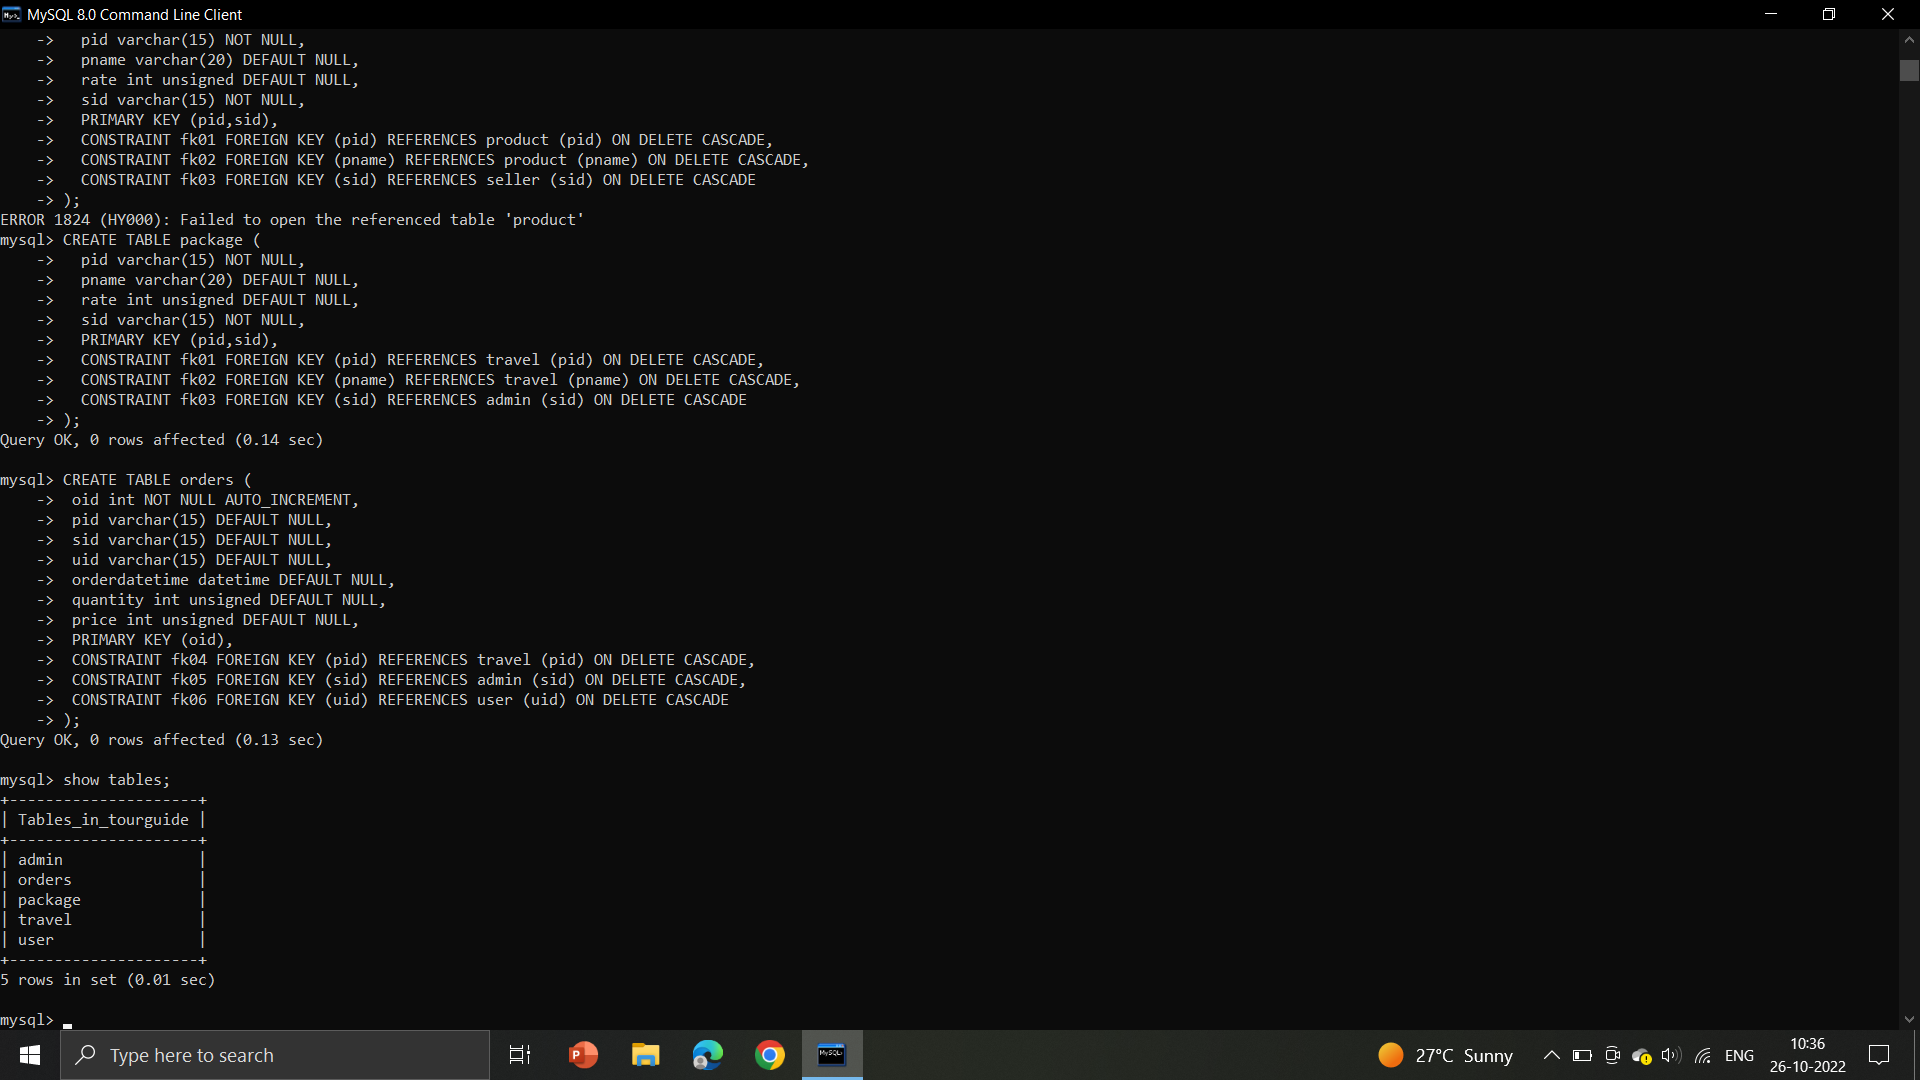 MySQL 8.0 Command Line Client
    ->   pid varchar(15) NOT NULL,
    ->   pname varchar(20) DEFAULT NULL,
    ->   rate int unsigned DEFAULT NULL,
    ->   sid varchar(15) NOT NULL,
    ->   PRIMARY KEY (pid,sid),
    ->   CONSTRAINT fk01 FOREIGN KEY (pid) REFERENCES product (pid) ON DELETE CASCADE,
    ->   CONSTRAINT fk02 FOREIGN KEY (pname) REFERENCES product (pname) ON DELETE CASCADE,
    ->   CONSTRAINT fk03 FOREIGN KEY (sid) REFERENCES seller (sid) ON DELETE CASCADE
    -> );
ERROR 1824 (HY000): Failed to open the referenced table 'product'
mysql> CREATE TABLE package (
    ->   pid varchar(15) NOT NULL,
    ->   pname varchar(20) DEFAULT NULL,
    ->   rate int unsigned DEFAULT NULL,
    ->   sid varchar(15) NOT NULL,
    ->   PRIMARY KEY (pid,sid),
    ->   CONSTRAINT fk01 FOREIGN KEY (pid) REFERENCES travel (pid) ON DELETE CASCADE,
    ->   CONSTRAINT fk02 FOREIGN KEY (pname) REFERENCES travel (pname) ON DELETE CASCADE,
    ->   CONSTRAINT fk03 FOREIGN KEY (sid) REFERENCES admin (sid) ON DELETE CASCADE
    -> );
Query OK, 0 rows affected (0.14 sec)
mysql> CREATE TABLE orders (
    ->  oid int NOT NULL AUTO_INCREMENT,
    ->  pid varchar(15) DEFAULT NULL,
    ->  sid varchar(15) DEFAULT NULL,
    ->  uid varchar(15) DEFAULT NULL,
    ->  orderdatetime datetime DEFAULT NULL,
    ->  quantity int unsigned DEFAULT NULL,
    ->  price int unsigned DEFAULT NULL,
    ->  PRIMARY KEY (oid),
    ->  CONSTRAINT fk04 FOREIGN KEY (pid) REFERENCES travel (pid) ON DELETE CASCADE,
    ->  CONSTRAINT fk05 FOREIGN KEY (sid) REFERENCES admin (sid) ON DELETE CASCADE,
    ->  CONSTRAINT fk06 FOREIGN KEY (uid) REFERENCES user (uid) ON DELETE CASCADE
    -> );
Query OK, 0 rows affected (0.13 sec)
mysql> show tables;
+---------------------+
| Tables_in_tourguide |
+---------------------+
| admin               |
| orders              |
| package             |
| travel              |
| user                |
+---------------------+
5 rows in set (0.01 sec)
mysql> _
Type here to search
27°C Sunny
ENG
10:36
26-10-2022